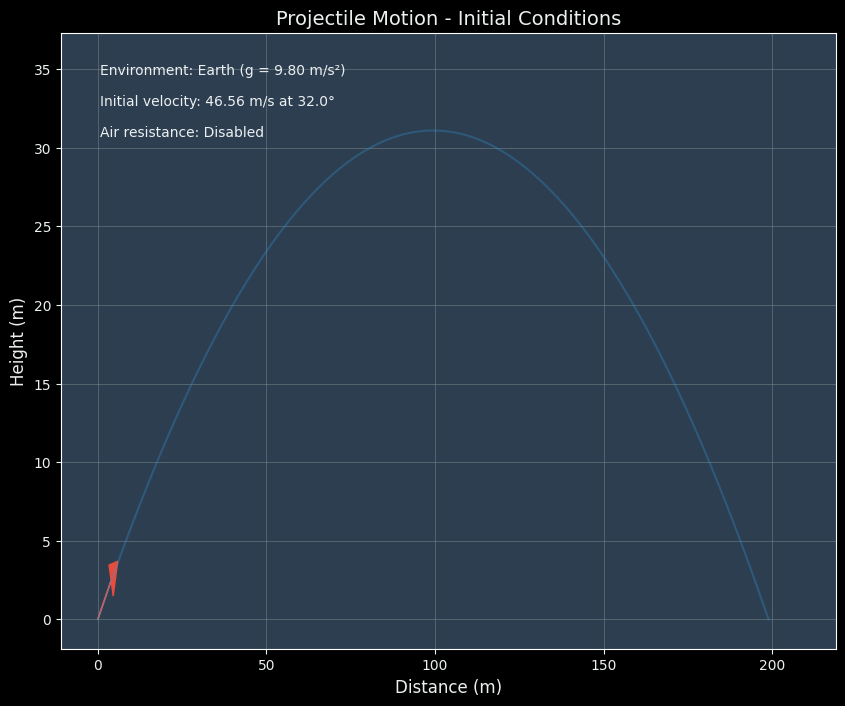 Projectile Motion - Initial Conditions
Environment: Earth (g = 9.80 m/s²)
Initial velocity: 46.56 m/s at 32.0°
Air resistance: Disabled
Height (m)
35
30
25
20
15
10
5
0
0 50 100 150 200
Distance (m)